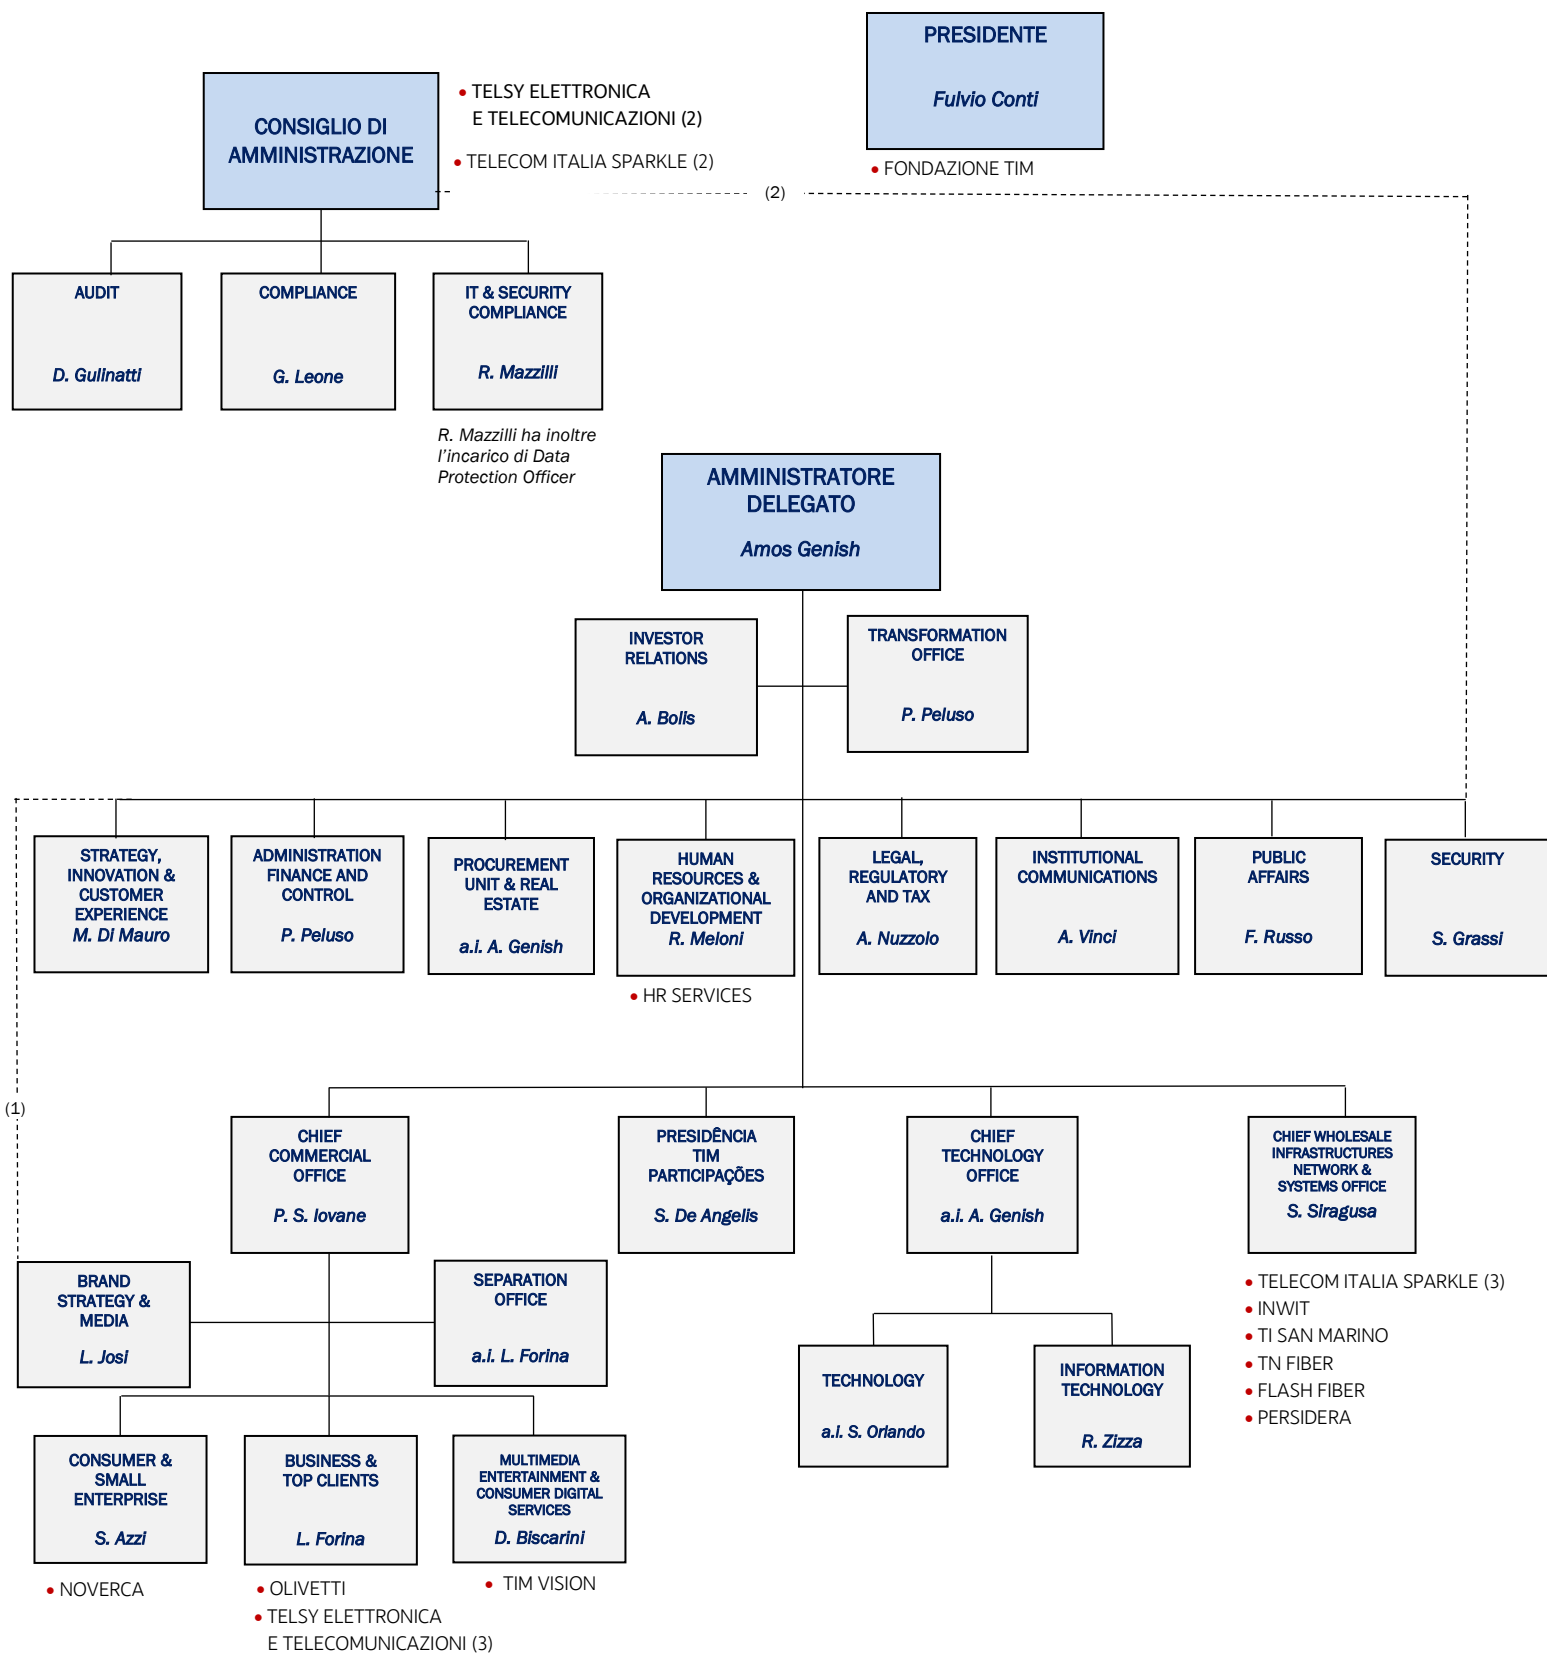 PRESIDENTE
Fulvio Conti
• FONDAZIONE TIM
CONSIGLIO DI
AMMINISTRAZIONE
• TELSY ELETTRONICA
E TELECOMUNICAZIONI (2)
• TELECOM ITALIA SPARKLE (2)
(2)
AUDIT
D. Gulinatti
COMPLIANCE
G. Leone
IT & SECURITY
COMPLIANCE
R. Mazzilli
R. Mazzilli ha inoltre
l'incarico di Data
Protection Officer
AMMINISTRATORE
DELEGATO
Amos Genish
INVESTOR
RELATIONS
A. Bolis
TRANSFORMATION
OFFICE
P. Peluso
STRATEGY,
INNOVATION &
CUSTOMER
EXPERIENCE
M. Di Mauro
ADMINISTRATION
FINANCE AND
CONTROL
P. Peluso
PROCUREMENT
UNIT & REAL
ESTATE
a.i. A. Genish
HUMAN
RESOURCES &
ORGANIZATIONAL
DEVELOPMENT
R. Meloni
• HR SERVICES
LEGAL,
REGULATORY
AND TAX
A. Nuzzolo
INSTITUTIONAL
COMMUNICATIONS
A. Vinci
PUBLIC
AFFAIRS
F. Russo
SECURITY
S. Grassi
(1)
CHIEF
COMMERCIAL
OFFICE
P. S. Iovane
PRESIDÊNCIA
TIM
PARTICIPAÇÕES
S. De Angelis
CHIEF
TECHNOLOGY
OFFICE
a.i. A. Genish
CHIEF WHOLESALE
INFRASTRUCTURES
NETWORK &
SYSTEMS OFFICE
S. Siragusa
• TELECOM ITALIA SPARKLE (3)
• INWIT
• TI SAN MARINO
• TN FIBER
• FLASH FIBER
• PERSIDERA
BRAND
STRATEGY &
MEDIA
L. Josi
SEPARATION
OFFICE
a.i. L. Forina
TECHNOLOGY
a.i. S. Orlando
INFORMATION
TECHNOLOGY
R. Zizza
CONSUMER &
SMALL
ENTERPRISE
S. Azzi
• NOVERCA
BUSINESS &
TOP CLIENTS
L. Forina
• OLIVETTI
• TELSY ELETTRONICA
E TELECOMUNICAZIONI (3)
MULTIMEDIA
ENTERTAINMENT &
CONSUMER DIGITAL
SERVICES
D. Biscarini
• TIM VISION